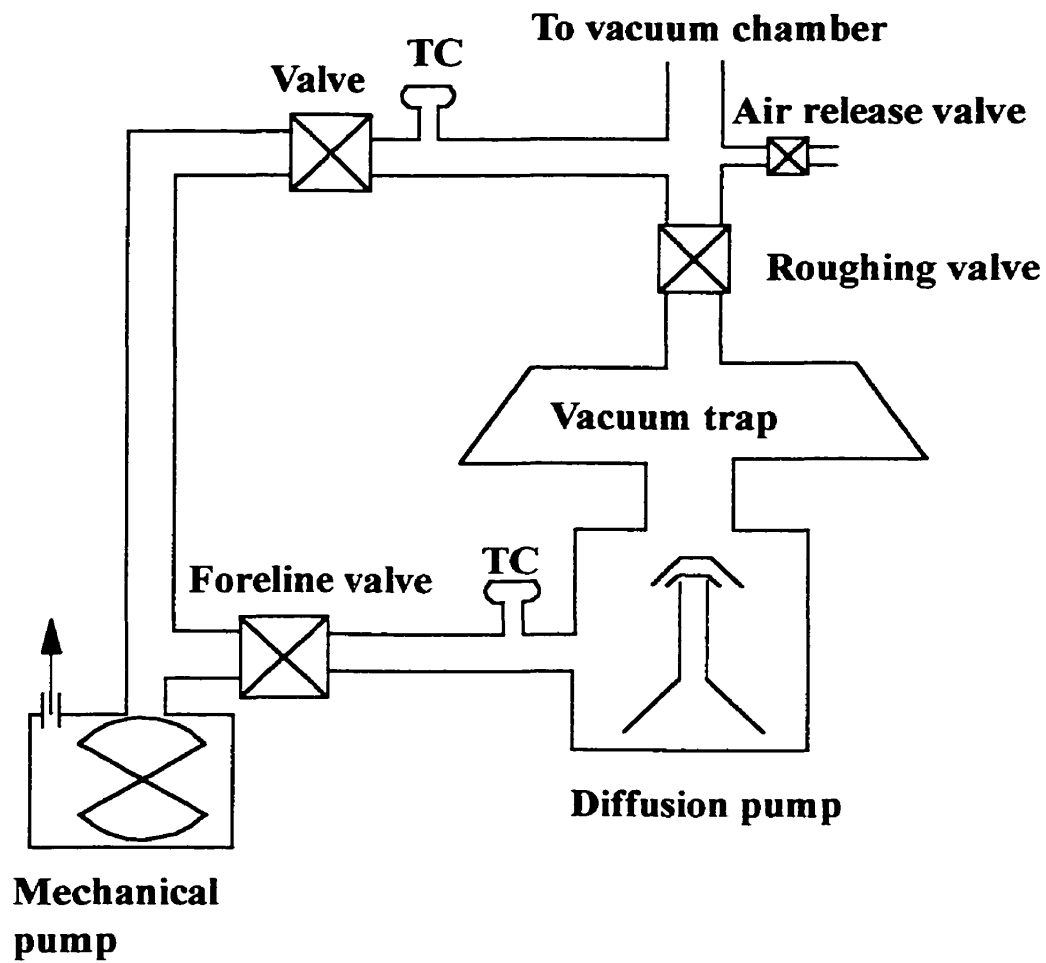 To vacuum chamber
TC
Valve
Air release valve
Roughing valve
Vacuum trap
TC
Foreline valve
Diffusion pump
Mechanical
pump